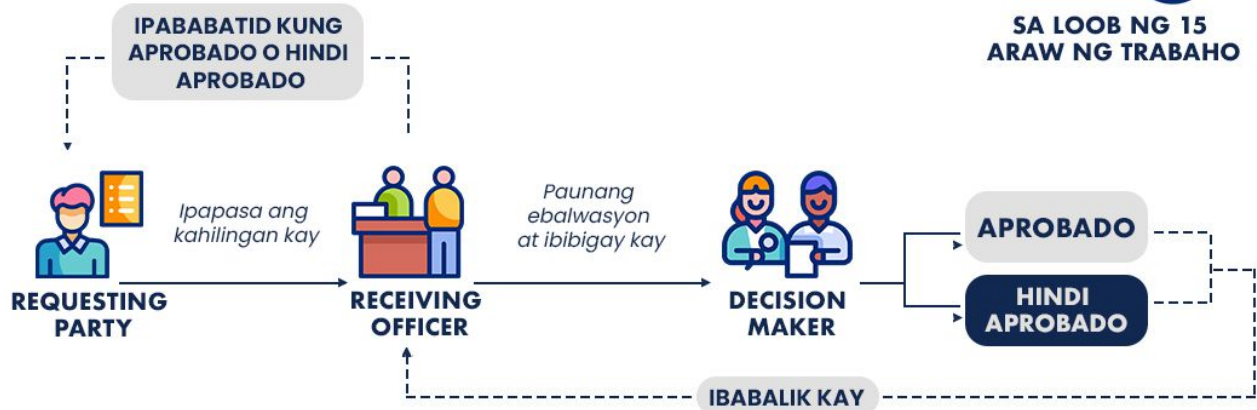 IPABABATID KUNG
APROBADO O HINDI
APROBADO
SA LOOB NG 15
ARAW NG TRABAHO
Ipapasa ang
kahilingan kay
Paunang
ebalwasyon
at ibibigay kay
REQUESTING
PARTY
RECEIVING
OFFICER
DECISION
MAKER
APROBADO
HINDI
APROBADO
IBABALIK KAY